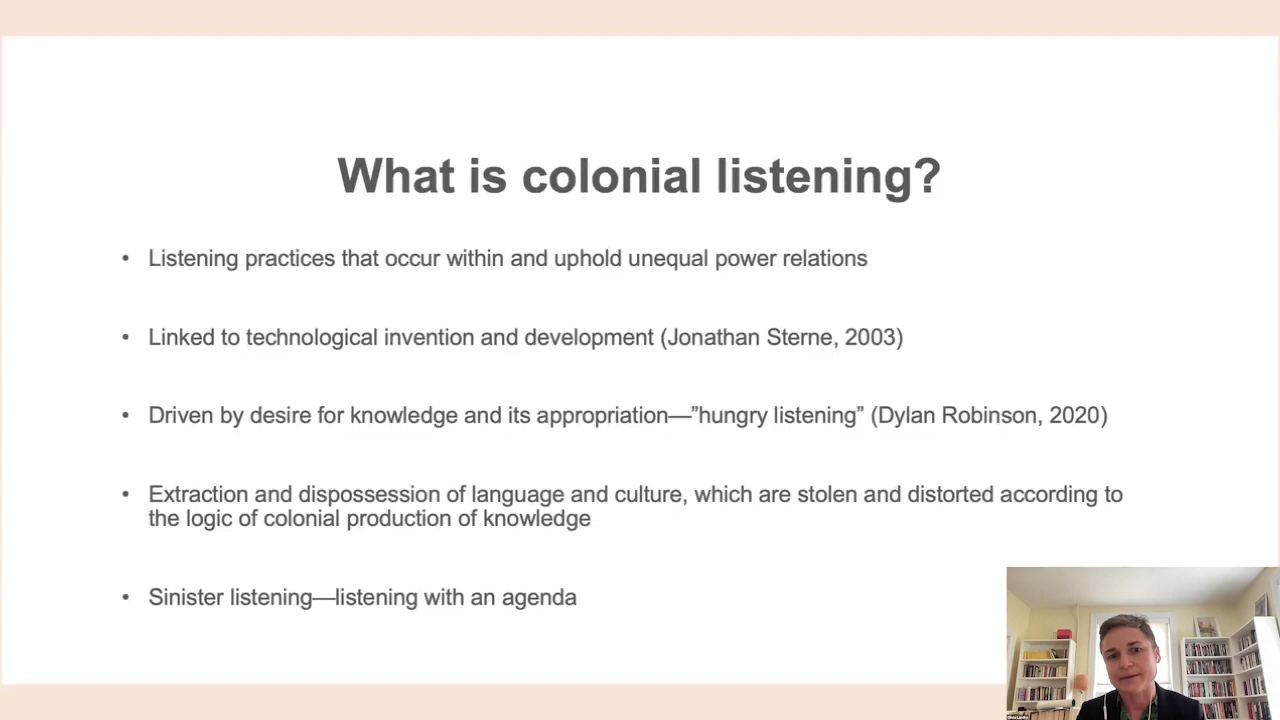 What is colonial listening?
• Listening practices that occur within and uphold unequal power relations
• Linked to technological invention and development (Jonathan Sterne, 2003)
• Driven by desire for knowledge and its appropriation—”hungry listening” (Dylan Robinson, 2020)
• Extraction and dispossession of language and culture, which are stolen and distorted according to
the logic of colonial production of knowledge
• Sinister listening—listening with an agenda